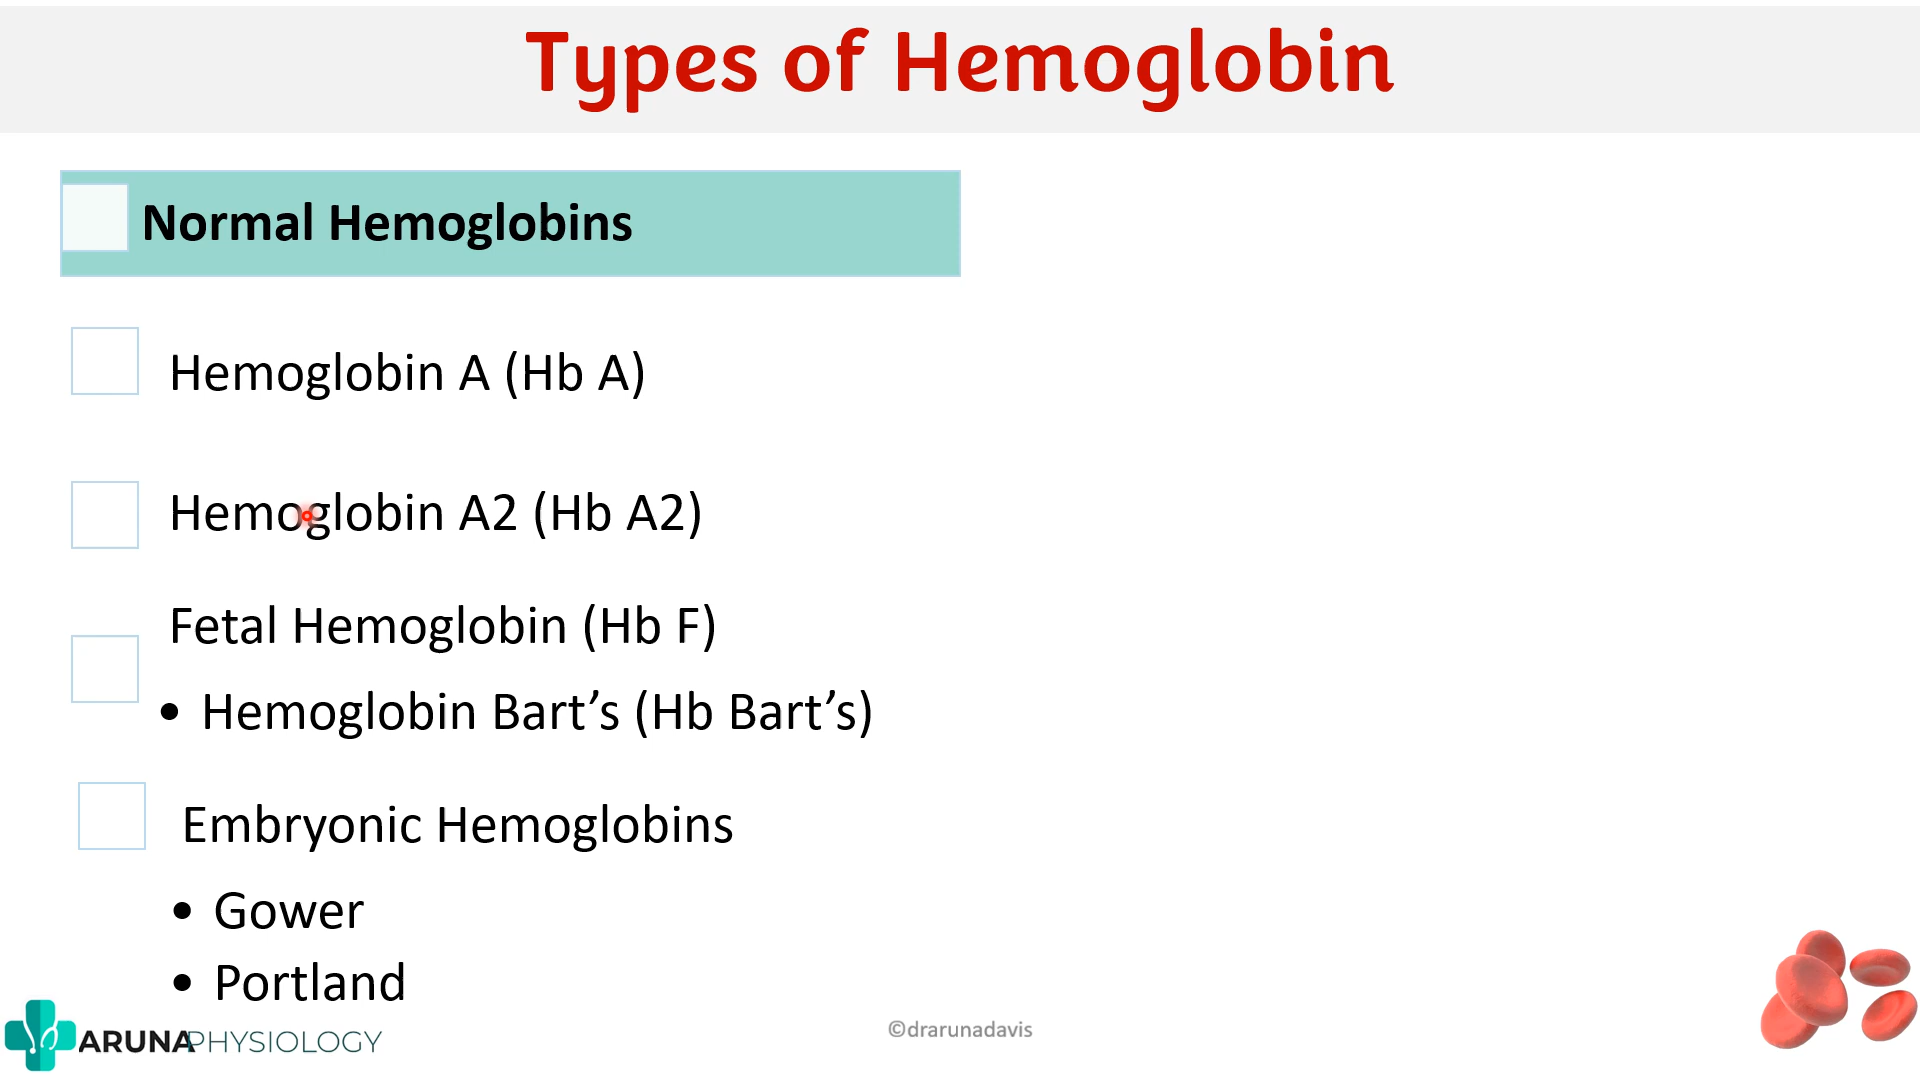 Types of Hemoglobin
Normal Hemoglobins
Hemoglobin A (Hb A)
Hemoglobin A2 (Hb A2)
Fetal Hemoglobin (Hb F)
• Hemoglobin Bart’s (Hb Bart’s)
Embryonic Hemoglobins
• Gower
• Portland
ARUNAPHYSIOLOGY
©drarunadavis